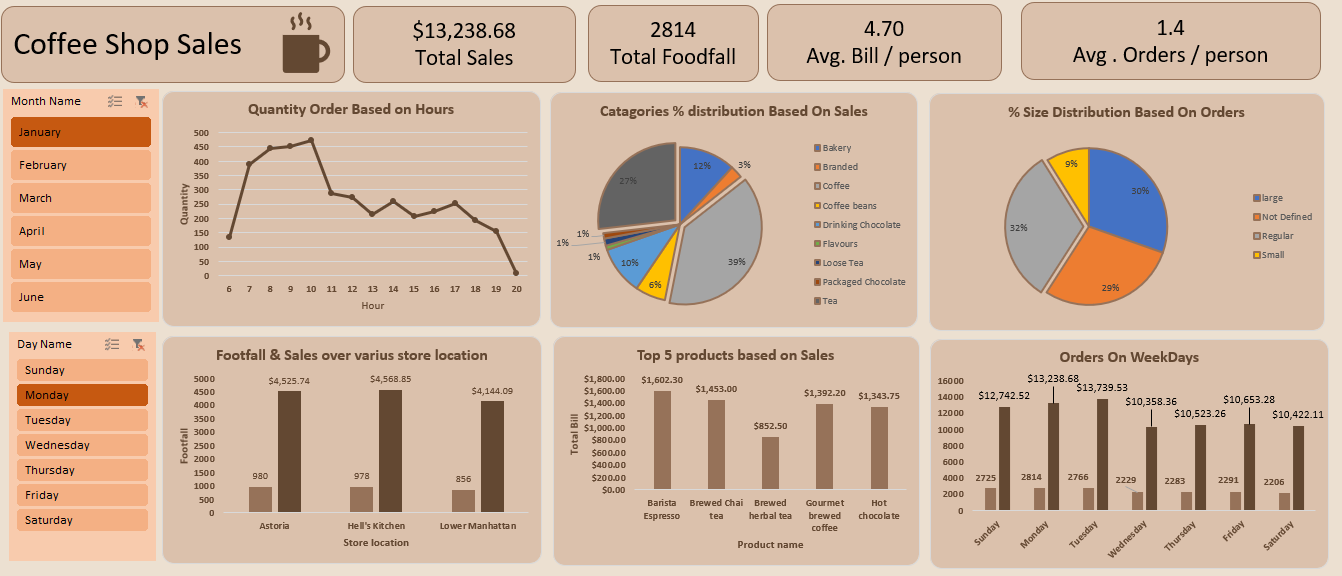 Coffee Shop Sales
$13,238.68
Total Sales
2814
Total Foodfall
4.70
Avg. Bill / person
1.4
Avg . Orders / person
Month Name
January
February
March
April
May
June
Day Name
Sunday
Monday
Tuesday
Wednesday
Thursday
Friday
Saturday
Quantity Order Based on Hours
Quantity
500
450
400
350
300
250
200
150
100
50
0
6 7 8 9 10 11 12 13 14 15 16 17 18 19 20
Hour
Catagories % distribution Based On Sales
12%
3%
39%
6%
10%
1%
1%
1%
27%
Bakery
Branded
Coffee
Coffee beans
Drinking Chocolate
Flavours
Loose Tea
Packaged Chocolate
Tea
% Size Distribution Based On Orders
30%
29%
32%
9%
large
Not Defined
Regular
Small
Footfall & Sales over varius store location
Footfall
5000
4500
4000
3500
3000
2500
2000
1500
1000
500
0
980
$4,525.74
978
$4,568.85
856
$4,144.09
Astoria
Hell's Kitchen
Lower Manhattan
Store location
Top 5 products based on Sales
Total Bill
$1,800.00
$1,600.00
$1,400.00
$1,200.00
$1,000.00
$800.00
$600.00
$400.00
$200.00
$0.00
$1,602.30
$1,453.00
$852.50
$1,392.20
$1,343.75
Barista
Espresso
Brewed Chai
tea
Brewed
herbal tea
Gourmet
brewed
coffee
Hot
chocolate
Product name
Orders On WeekDays
16000
14000
12000
10000
8000
6000
4000
2000
0
2725
$12,742.52
2814
$13,238.68
2766
$13,739.53
2229
$10,358.36
2283
$10,523.26
2291
$10,653.28
2206
$10,422.11
Sunday
Monday
Tuesday
Wednesday
Thursday
Friday
Saturday